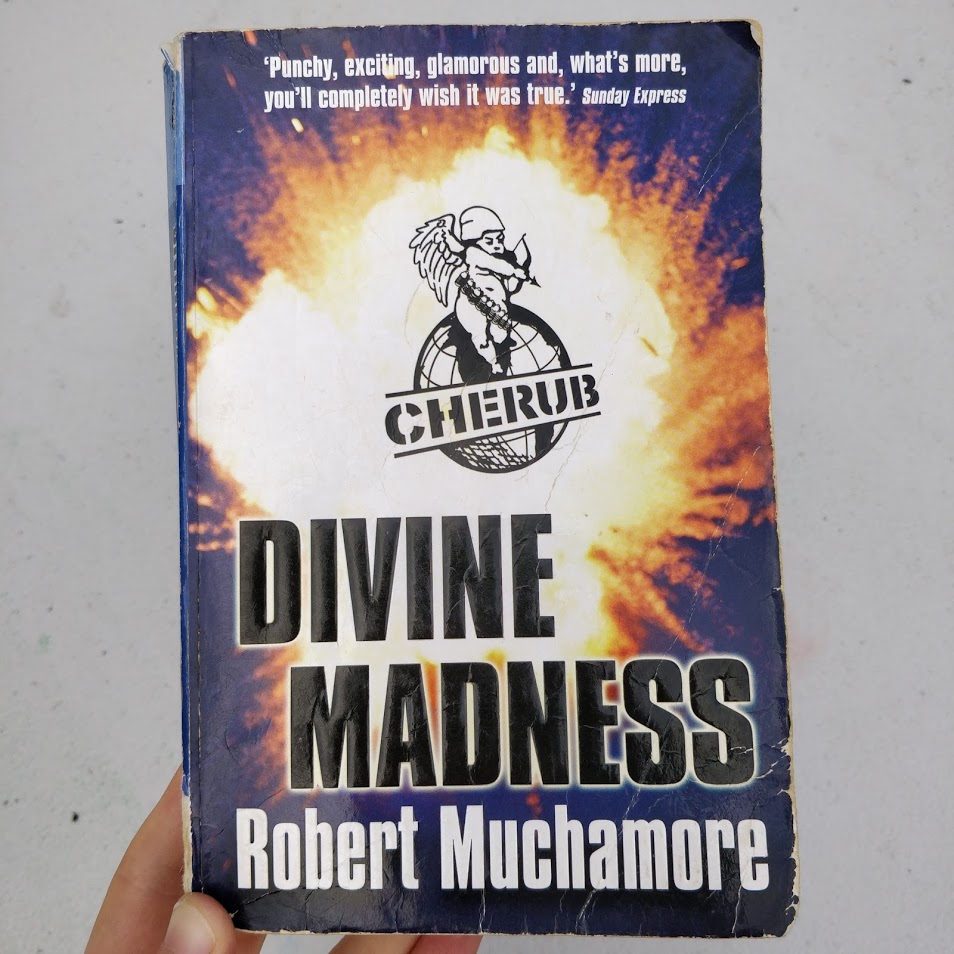 ‘Punchy, exciting, glamorous and, what's more,
you'll completely wish it was true.’ Sunday Express
CHERUB
DIVINE
MADNESS
Robert Muchamore